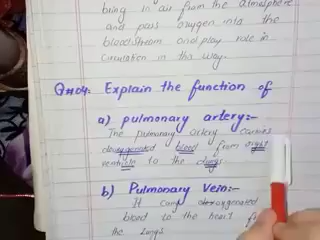 bring in air from the atmosphere
and pass oxygen into the
bloodstream and play role in
circulation in this way.
Q#04: Explain the function of
a) pulmonary artery:-
The pulmonary artery carries
deoxygenated blood from right
ventricle to the lungs.
b) Pulmonary Vein:-
It carry oxygenated
blood to the heart
the lungs